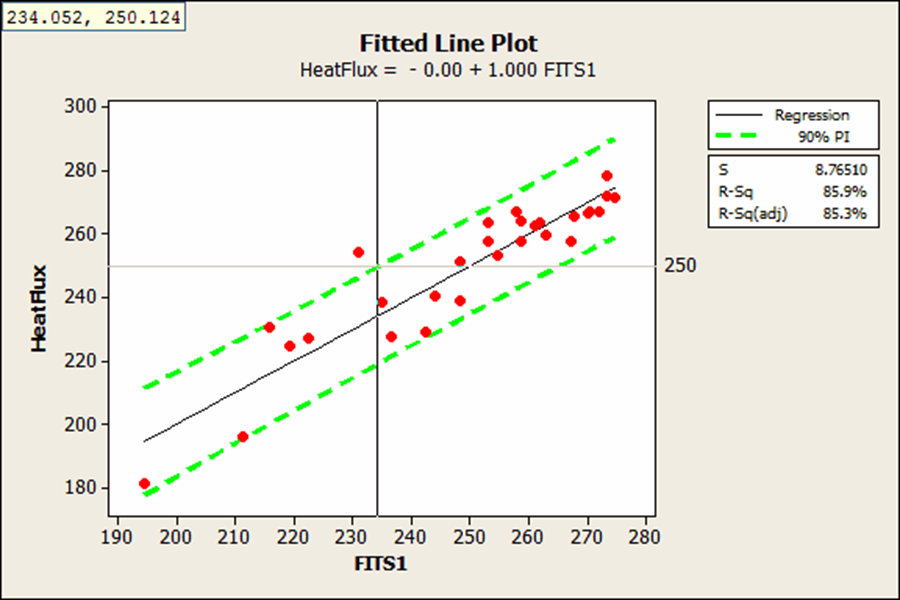 234.052, 250.124
Fitted Line Plot
HeatFlux =  - 0.00 + 1.000 FITS1
Regression
90% PI
S 8.76510
R-Sq 85.9%
R-Sq(adj) 85.3%
HeatFlux
300
280
260
240
220
200
180
250
190 200 210 220 230 240 250 260 270 280
FITS1